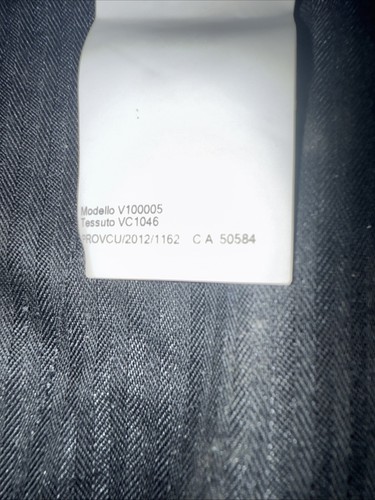 Modello V100005
Tessuto VC1046
PROVCU/2012/1162 C A 50584